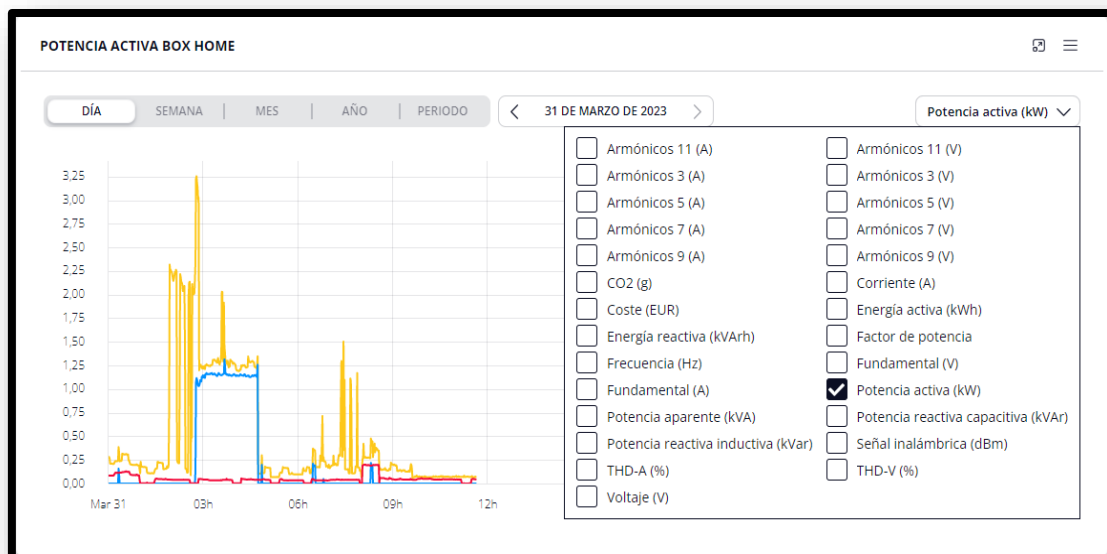 POTENCIA ACTIVA BOX HOME
DÍA SEMANA MES AÑO PERIODO 31 DE MARZO DE 2023 Potencia activa (kW)
Armónicos 11 (A) Armónicos 11 (V)
Armónicos 3 (A) Armónicos 3 (V)
Armónicos 5 (A) Armónicos 5 (V)
Armónicos 7 (A) Armónicos 7 (V)
Armónicos 9 (A) Armónicos 9 (V)
CO2 (g) Corriente (A)
Coste (EUR) Energía activa (kWh)
Energía reactiva (kVArh) Factor de potencia
Frecuencia (Hz) Fundamental (V)
Fundamental (A) Potencia activa (kW)
Potencia aparente (kVA) Potencia reactiva capacitiva (kVAr)
Potencia reactiva inductiva (kVar) Señal inalámbrica (dBm)
THD-A (%) THD-V (%)
Voltaje (V)
3,25
3,00
2,75
2,50
2,25
2,00
1,75
1,50
1,25
1,00
0,75
0,50
0,25
0,00
Mar 31 03h 06h 09h 12h